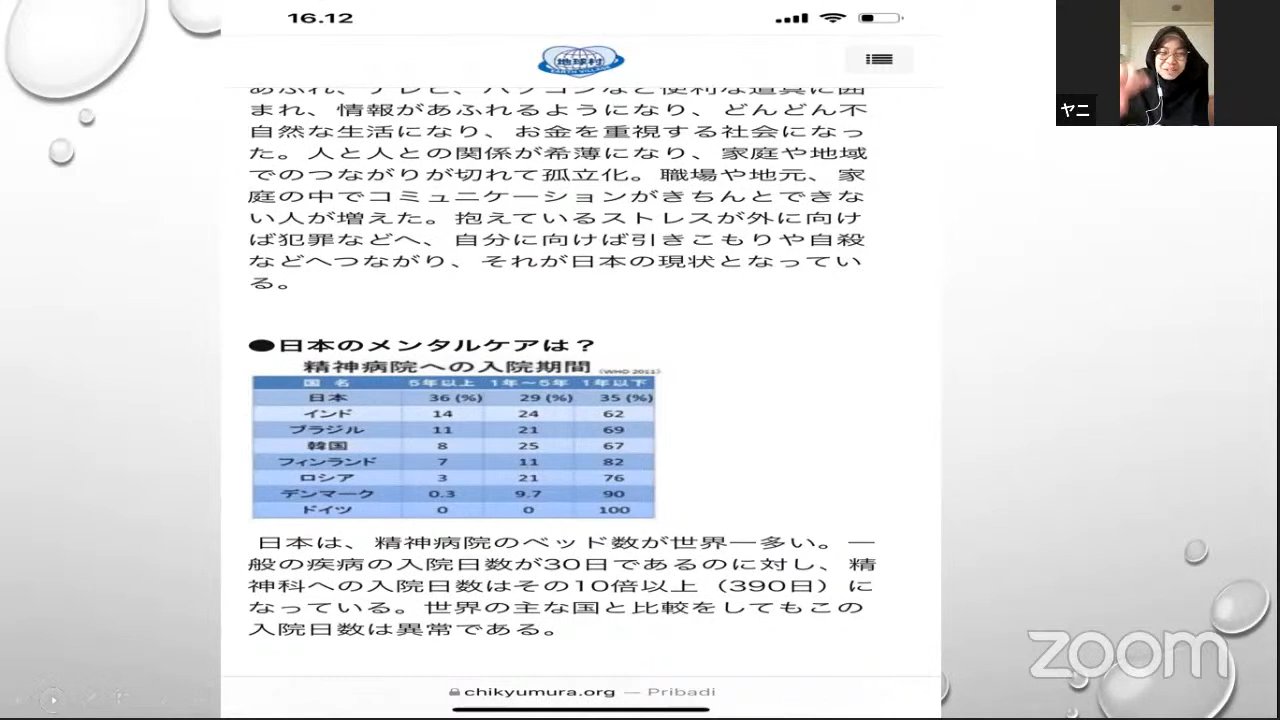 16.12
地球村
EARTH VILLAGE
あふれ、テレビ、パソコンなど便利な道具に囲
まれ、情報があふれるようになり、どんどん不
自然な生活になり、お金を重視する社会になっ
た。人と人との関係が希薄になり、家庭や地域
でのつながりが切れて孤立化。職場や地元、家
庭の中でコミュニケーションがきちんとできな
い人が増えた。抱えているストレスが外に向け
ば犯罪などへ、自分に向けば引きこもりや自殺
などへつながり、それが日本の現状となってい
る。
●日本のメンタルケアは？
精神病院への入院期間 (WHO 2011)
国 名 5年以上 1年～5年 1年以下
日本 36 (%) 29 (%) 35 (%)
インド 14 24 62
ブラジル 11 21 69
韓国 8 25 67
フィンランド 7 11 82
ロシア 3 21 76
デンマーク 0.3 9.7 90
ドイツ 0 0 100
日本は、精神病院のベッド数が世界一多い。一
般の疾病の入院日数が30日であるのに対し、精
神科への入院日数はその10倍以上（390日）に
なっている。世界の主な国と比較をしてもこの
入院日数は異常である。
chikyumura.org — Pribadi
ヤニ
zoom